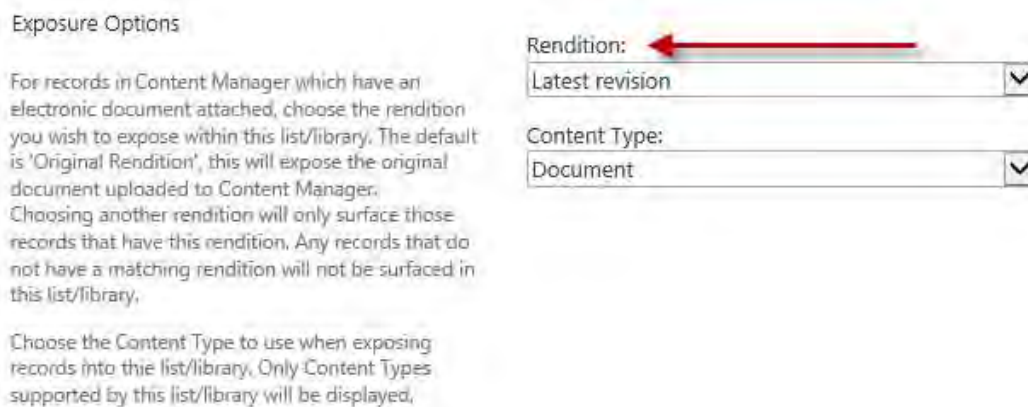 Exposure Options
For records in Content Manager which have an
electronic document attached, choose the rendition
you wish to expose within this list/library. The default
is 'Original Rendition', this will expose the original
document uploaded to Content Manager.
Choosing another rendition will only surface those
records that have this rendition. Any records that do
not have a matching rendition will not be surfaced in
this list/library.
Choose the Content Type to use when exposing
records into thie list/library. Only Content Types
supported by this list/library will be displayed.
Rendition:
Latest revision
Content Type:
Document